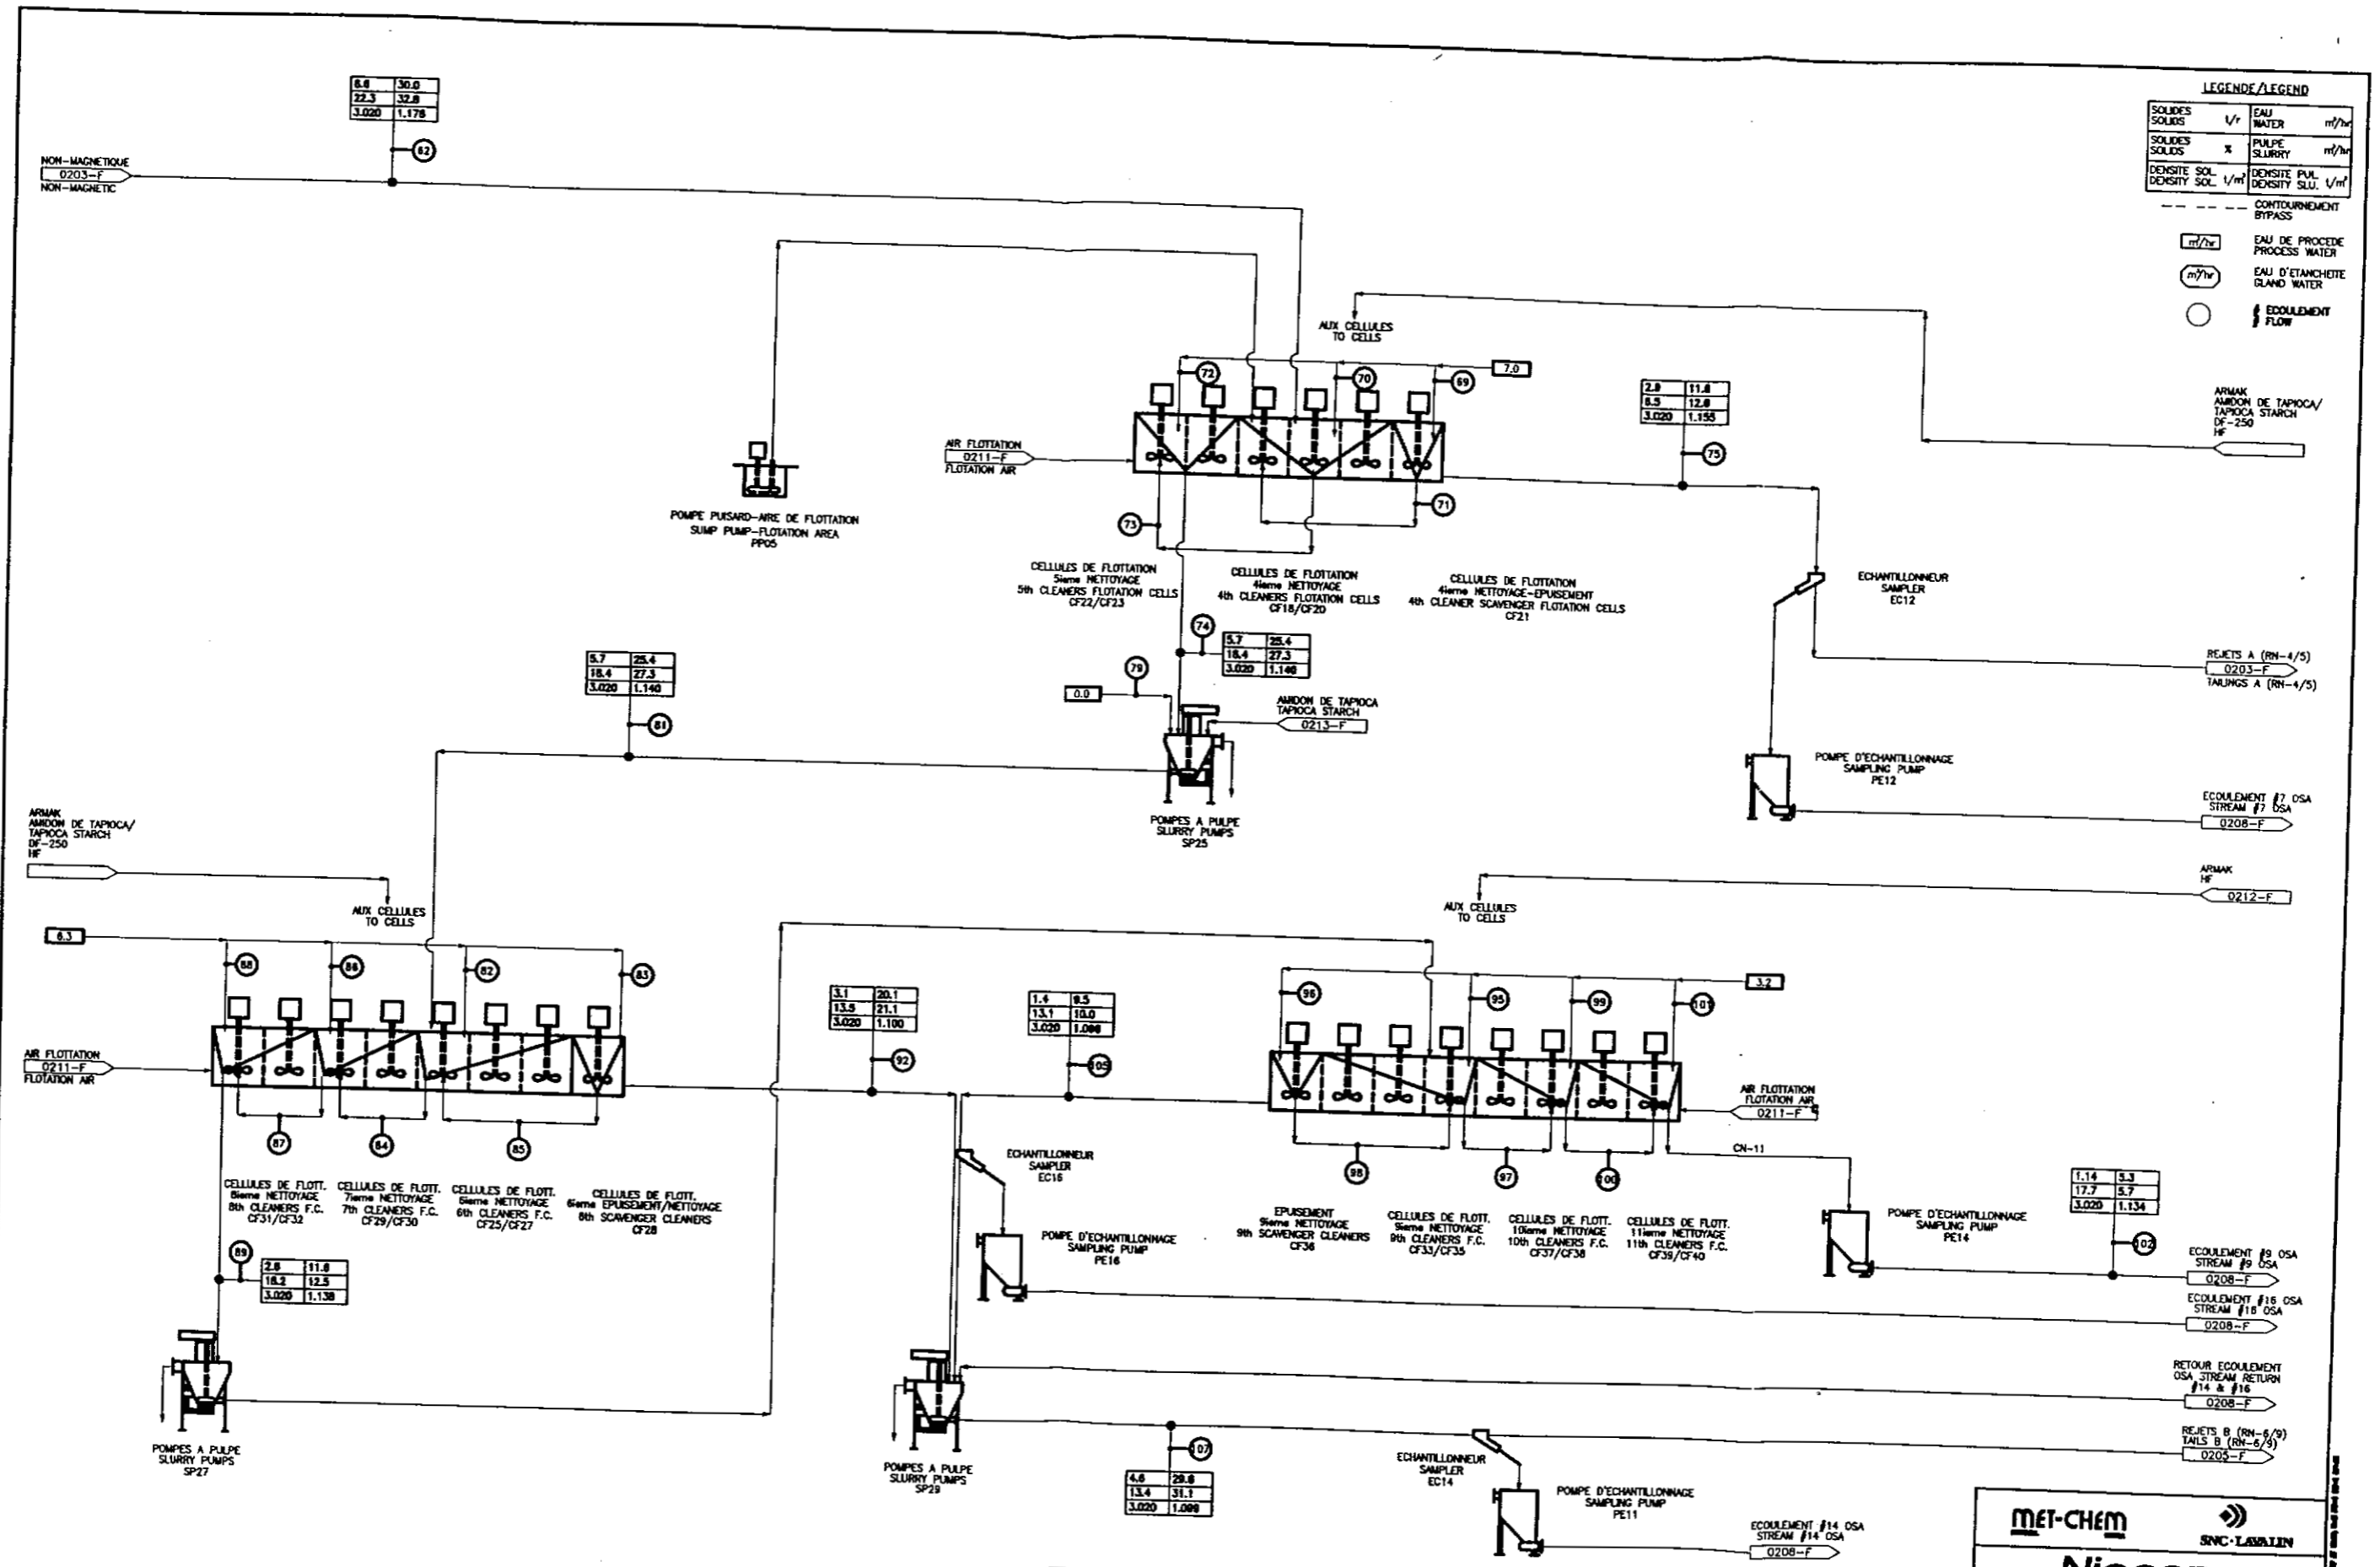 LEGENDE/LEGEND
SOLIDES SOLIDS t/r EAU WATER m³/hr
SOLIDES SOLIDS % PULPE SLURRY m³/hr
DENSITE SOL. DENSITY SOL. t/m³ DENSITE PUL. DENSITY SLU. t/m³
CONTOURNEMENT
BYPASS
m³/hr
EAU DE PROCEDE
PROCESS WATER
m³/hr
EAU D'ETANCHEITE
GLAND WATER
ECOULEMENT
FLOW
6.6 30.0
22.3 32.8
3.020 1.178
62
NON-MAGNETIQUE
0203-F
NON-MAGNETIC
AUX CELLULES
TO CELLS
ARMAK
AMIDON DE TAPIOCA/
TAPIOCA STARCH
DF-250
HF
72
70
69
7.0
2.8 11.8
3.020 1.155
75
AIR FLOTTATION
0211-F
FLOTATION AIR
73
71
POMPE PUISARD-AIRE DE FLOTTATION
SUMP PUMP-FLOTATION AREA
PP05
CELLULES DE FLOTTATION
5ieme NETTOYAGE
5th CLEANERS FLOTATION CELLS
CF22/CF23
CELLULES DE FLOTTATION
4ieme NETTOYAGE
4th CLEANERS FLOTATION CELLS
CF18/CF20
CELLULES DE FLOTTATION
4ieme NETTOYAGE-EPUISEMENT
4th CLEANER SCAVENGER FLOTATION CELLS
CF21
ECHANTILLONNEUR
SAMPLER
EC12
REJETS A (RN-4/5)
0203-F
TAILINGS A (RN-4/5)
74
5.7 25.4
18.4 27.3
3.020 1.140
79
0.0
AMIDON DE TAPIOCA
TAPIOCA STARCH
0213-F
5.7 25.4
18.4 27.3
3.020 1.140
81
POMPES A PULPE
SLURRY PUMPS
SP25
POMPE D'ECHANTILLONNAGE
SAMPLING PUMP
PE12
ECOULEMENT #7 OSA
STREAM #7 OSA
0208-F
ARMAK
AMIDON DE TAPIOCA/
TAPIOCA STARCH
DF-250
HF
AUX CELLULES
TO CELLS
AUX CELLULES
TO CELLS
ARMAK
HF
0212-F
6.3
88
86
82
83
AIR FLOTTATION
0211-F
FLOTATION AIR
87
84
85
3.1 20.1
13.5 21.1
3.020 1.100
92
1.4 9.5
13.1 10.0
3.020
105
96
95
99
101
3.2
AIR FLOTTATION
FLOTATION AIR
0211-F
98
97
100
CN-11
CELLULES DE FLOTT.
8ieme NETTOYAGE
8th CLEANERS F.C.
CF31/CF32
CELLULES DE FLOTT.
7ieme NETTOYAGE
7th CLEANERS F.C.
CF29/CF30
CELLULES DE FLOTT.
6ieme NETTOYAGE
6th CLEANERS F.C.
CF25/CF27
CELLULES DE FLOTT.
6ieme EPUISEMENT/NETTOYAGE
6th SCAVENGER CLEANERS
CF28
ECHANTILLONNEUR
SAMPLER
EC16
POMPE D'ECHANTILLONNAGE
SAMPLING PUMP
PE16
EPUISEMENT
9ieme NETTOYAGE
9th SCAVENGER CLEANERS
CF36
CELLULES DE FLOTT.
9ieme NETTOYAGE
9th CLEANERS F.C.
CF33/CF35
CELLULES DE FLOTT.
10ieme NETTOYAGE
10th CLEANERS F.C.
CF37/CF38
CELLULES DE FLOTT.
11ieme NETTOYAGE
11th CLEANERS F.C.
CF39/CF40
POMPE D'ECHANTILLONNAGE
SAMPLING PUMP
PE14
1.14 5.3
17.7 5.7
3.020 1.134
102
ECOULEMENT #9 OSA
STREAM #9 OSA
0208-F
ECOULEMENT #16 OSA
STREAM #16 OSA
0208-F
89
2.6 11.6
18.2 12.5
3.020 1.138
POMPES A PULPE
SLURRY PUMPS
SP27
POMPES A PULPE
SLURRY PUMPS
SP29
RETOUR ECOULEMENT
OSA STREAM RETURN
#14 & #16
0208-F
REJETS B (RN-6/9)
TAILS B (RN-6/9)
0205-F
107
4.6 29.6
13.4 31.1
3.020 1.099
ECHANTILLONNEUR
SAMPLER
EC14
POMPE D'ECHANTILLONNAGE
SAMPLING PUMP
PE11
ECOULEMENT #14 OSA
STREAM #14 OSA
0208-F
MET-CHEM
SNC·LAVALIN